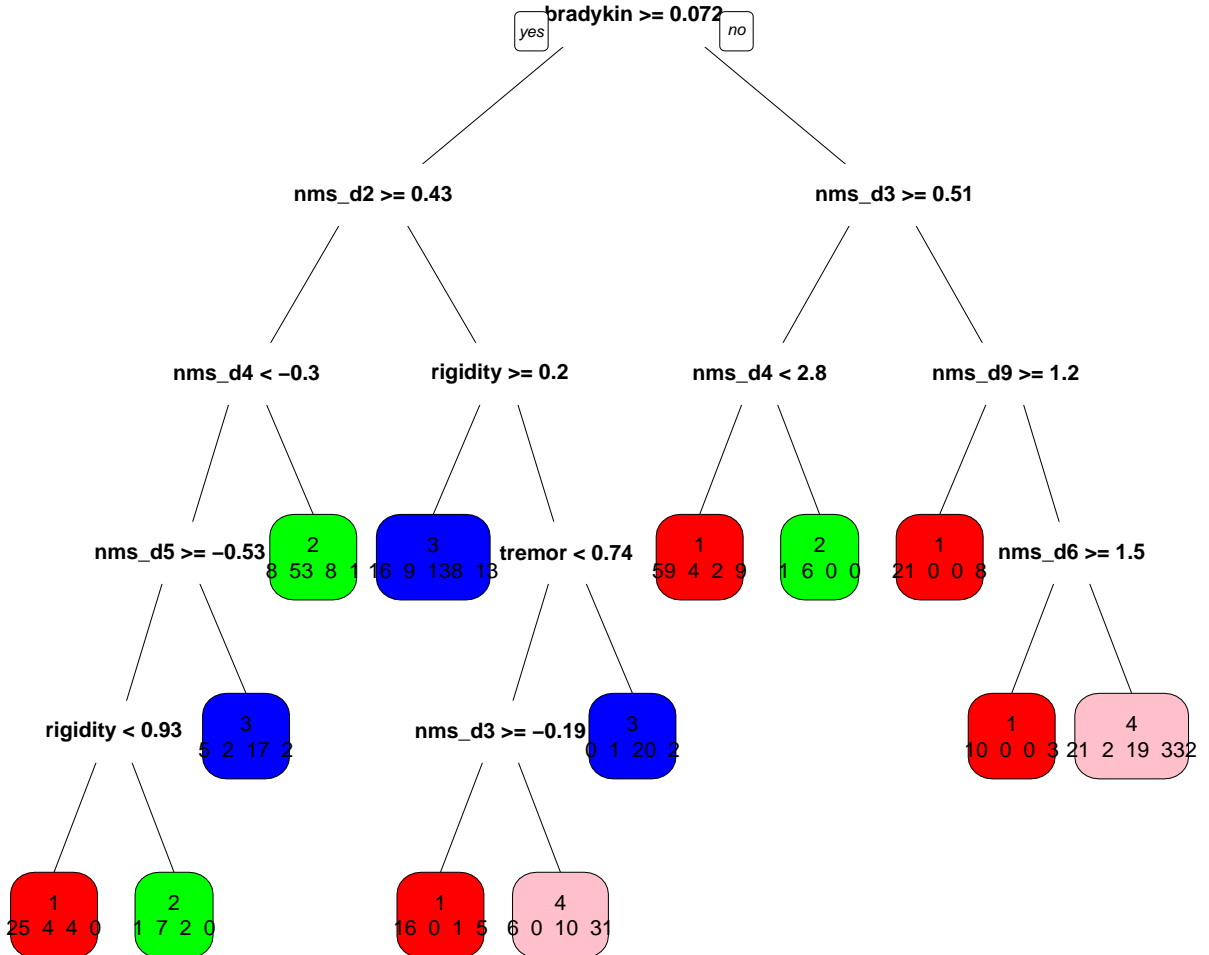 bradykin >= 0.072
yes
no
nms_d2 >= 0.43
nms_d3 >= 0.51
nms_d4 < −0.3
rigidity >= 0.2
nms_d4 < 2.8
nms_d9 >= 1.2
nms_d5 >= −0.53
2
8 53 8 1
3
16 9 138 13
tremor < 0.74
1
59 4 2 9
2
1 6 0 0
1
21 0 0 8
nms_d6 >= 1.5
rigidity < 0.93
3
5 2 17 2
nms_d3 >= −0.19
3
0 1 20 2
1
10 0 0 3
4
21 2 19 332
1
25 4 4 0
2
1 7 2 0
1
16 0 1 5
4
6 0 10 31